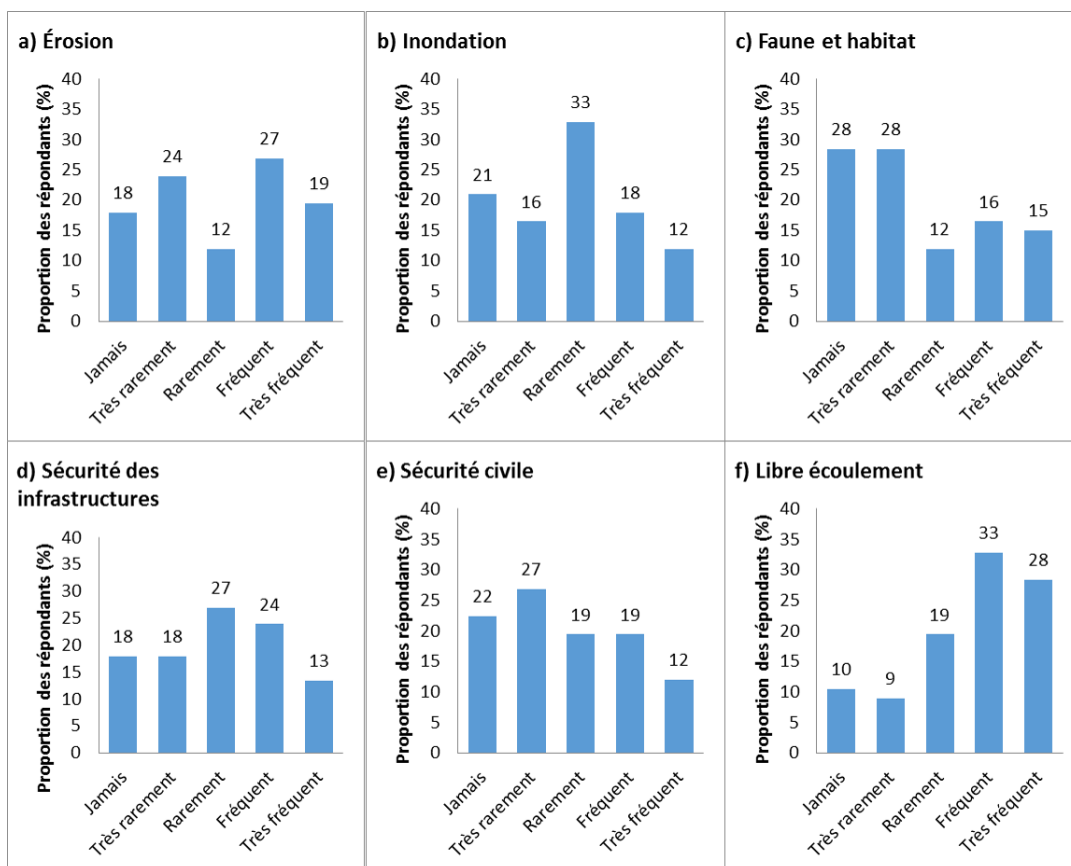 a) Érosion
Proportion des répondants (%)
40
35
30
25
20
15
10
5
0
18
24
12
27
19
Jamais
Très rarement
Rarement
Fréquent
Très fréquent
b) Inondation
Proportion des répondants (%)
40
35
30
25
20
15
10
5
0
21
16
33
18
12
Jamais
Très rarement
Rarement
Fréquent
Très fréquent
c) Faune et habitat
Proportion des répondants (%)
40
35
30
25
20
15
10
5
0
28
28
12
16
15
Jamais
Très rarement
Rarement
Fréquent
Très fréquent
d) Sécurité des
infrastructures
Proportion des répondants (%)
40
35
30
25
20
15
10
5
0
18
18
27
24
13
Jamais
Très rarement
Rarement
Fréquent
Très fréquent
e) Sécurité civile
Proportion des répondants (%)
40
35
30
25
20
15
10
5
0
22
27
19
19
12
Jamais
Très rarement
Rarement
Fréquent
Très fréquent
f) Libre écoulement
Proportion des répondants (%)
40
35
30
25
20
15
10
5
0
10
9
19
33
28
Jamais
Très rarement
Rarement
Fréquent
Très fréquent